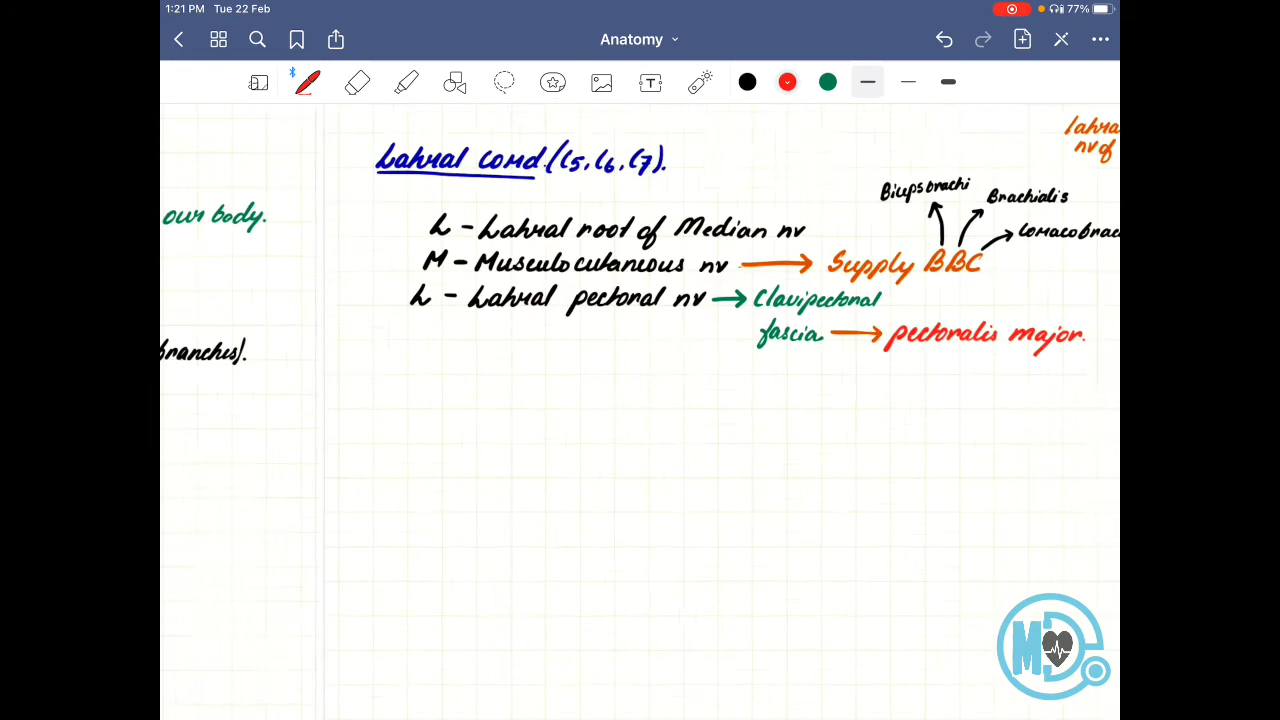 1:21 PM Tue 22 Feb
77%
Anatomy
Lateral cord (C5, C6, C7).
lateral
nv of
our body.
Biceps brachi
Brachialis
Coracobrac
L - Lateral root of Median nv
M - Musculocutaneous nv → Supply BBC
L - Lateral pectoral nv → Clavipectoral
fascia → pectoralis major.
branches).
MD